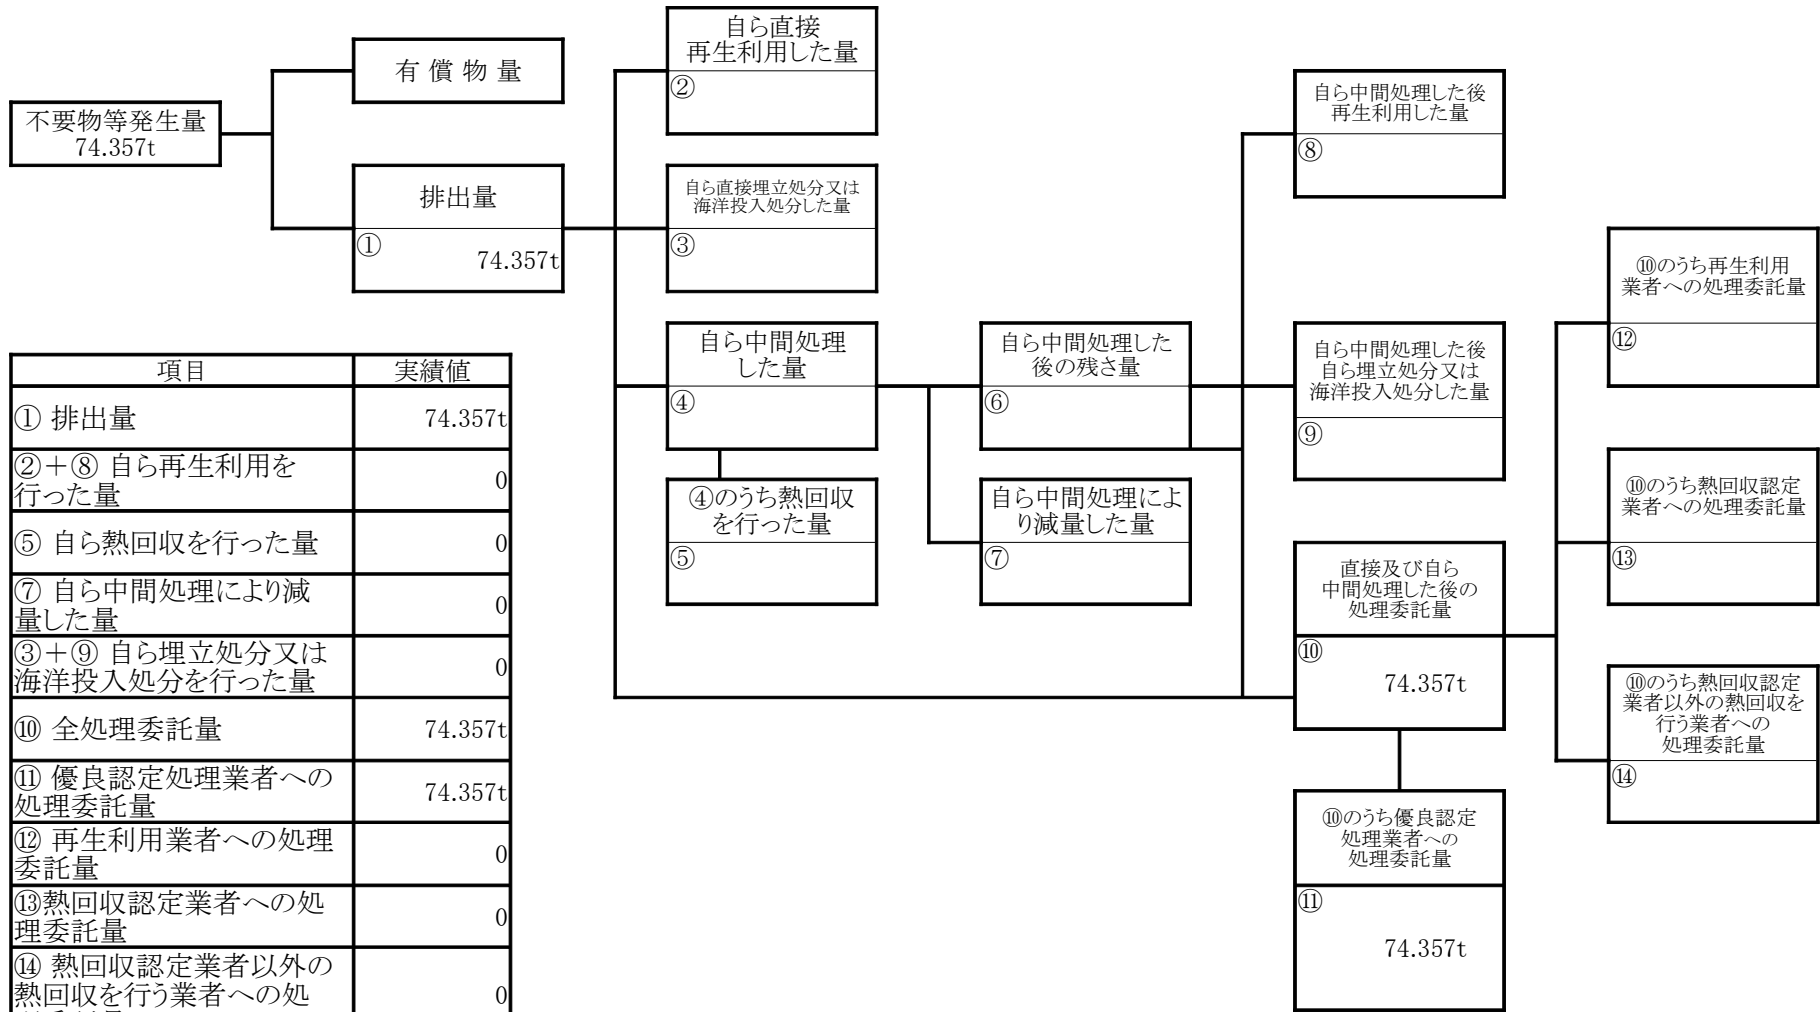 自ら直接
再生利用した量
②
有 償 物 量
不要物等発生量
74.357t
自ら中間処理した後
再生利用した量
⑧
排出量
①
74.357t
自ら直接埋立処分又は
海洋投入処分した量
③
⑩のうち再生利用
業者への処理委託量
⑫
自ら中間処理
した量
④
自ら中間処理した
後の残さ量
⑥
自ら中間処理した後
自ら埋立処分又は
海洋投入処分した量
⑨
④のうち熱回収
を行った量
⑤
自ら中間処理によ
り減量した量
⑦
⑩のうち熱回収認定
業者への処理委託量
⑬
直接及び自ら
中間処理した後の
処理委託量
⑩
74.357t
⑩のうち熱回収認定
業者以外の熱回収を
行う業者への
処理委託量
⑭
⑩のうち優良認定
処理業者への
処理委託量
⑪
74.357t
項目 実績値
① 排出量 74.357t
②+⑧ 自ら再生利用を
行った量 0
⑤ 自ら熱回収を行った量 0
⑦ 自ら中間処理により減
量した量 0
③+⑨ 自ら埋立処分又は
海洋投入処分を行った量 0
⑩ 全処理委託量 74.357t
⑪ 優良認定処理業者への
処理委託量 74.357t
⑫ 再生利用業者への処理
委託量 0
⑬熱回収認定業者への処
理委託量 0
⑭ 熱回収認定業者以外の
熱回収を行う業者への処 0